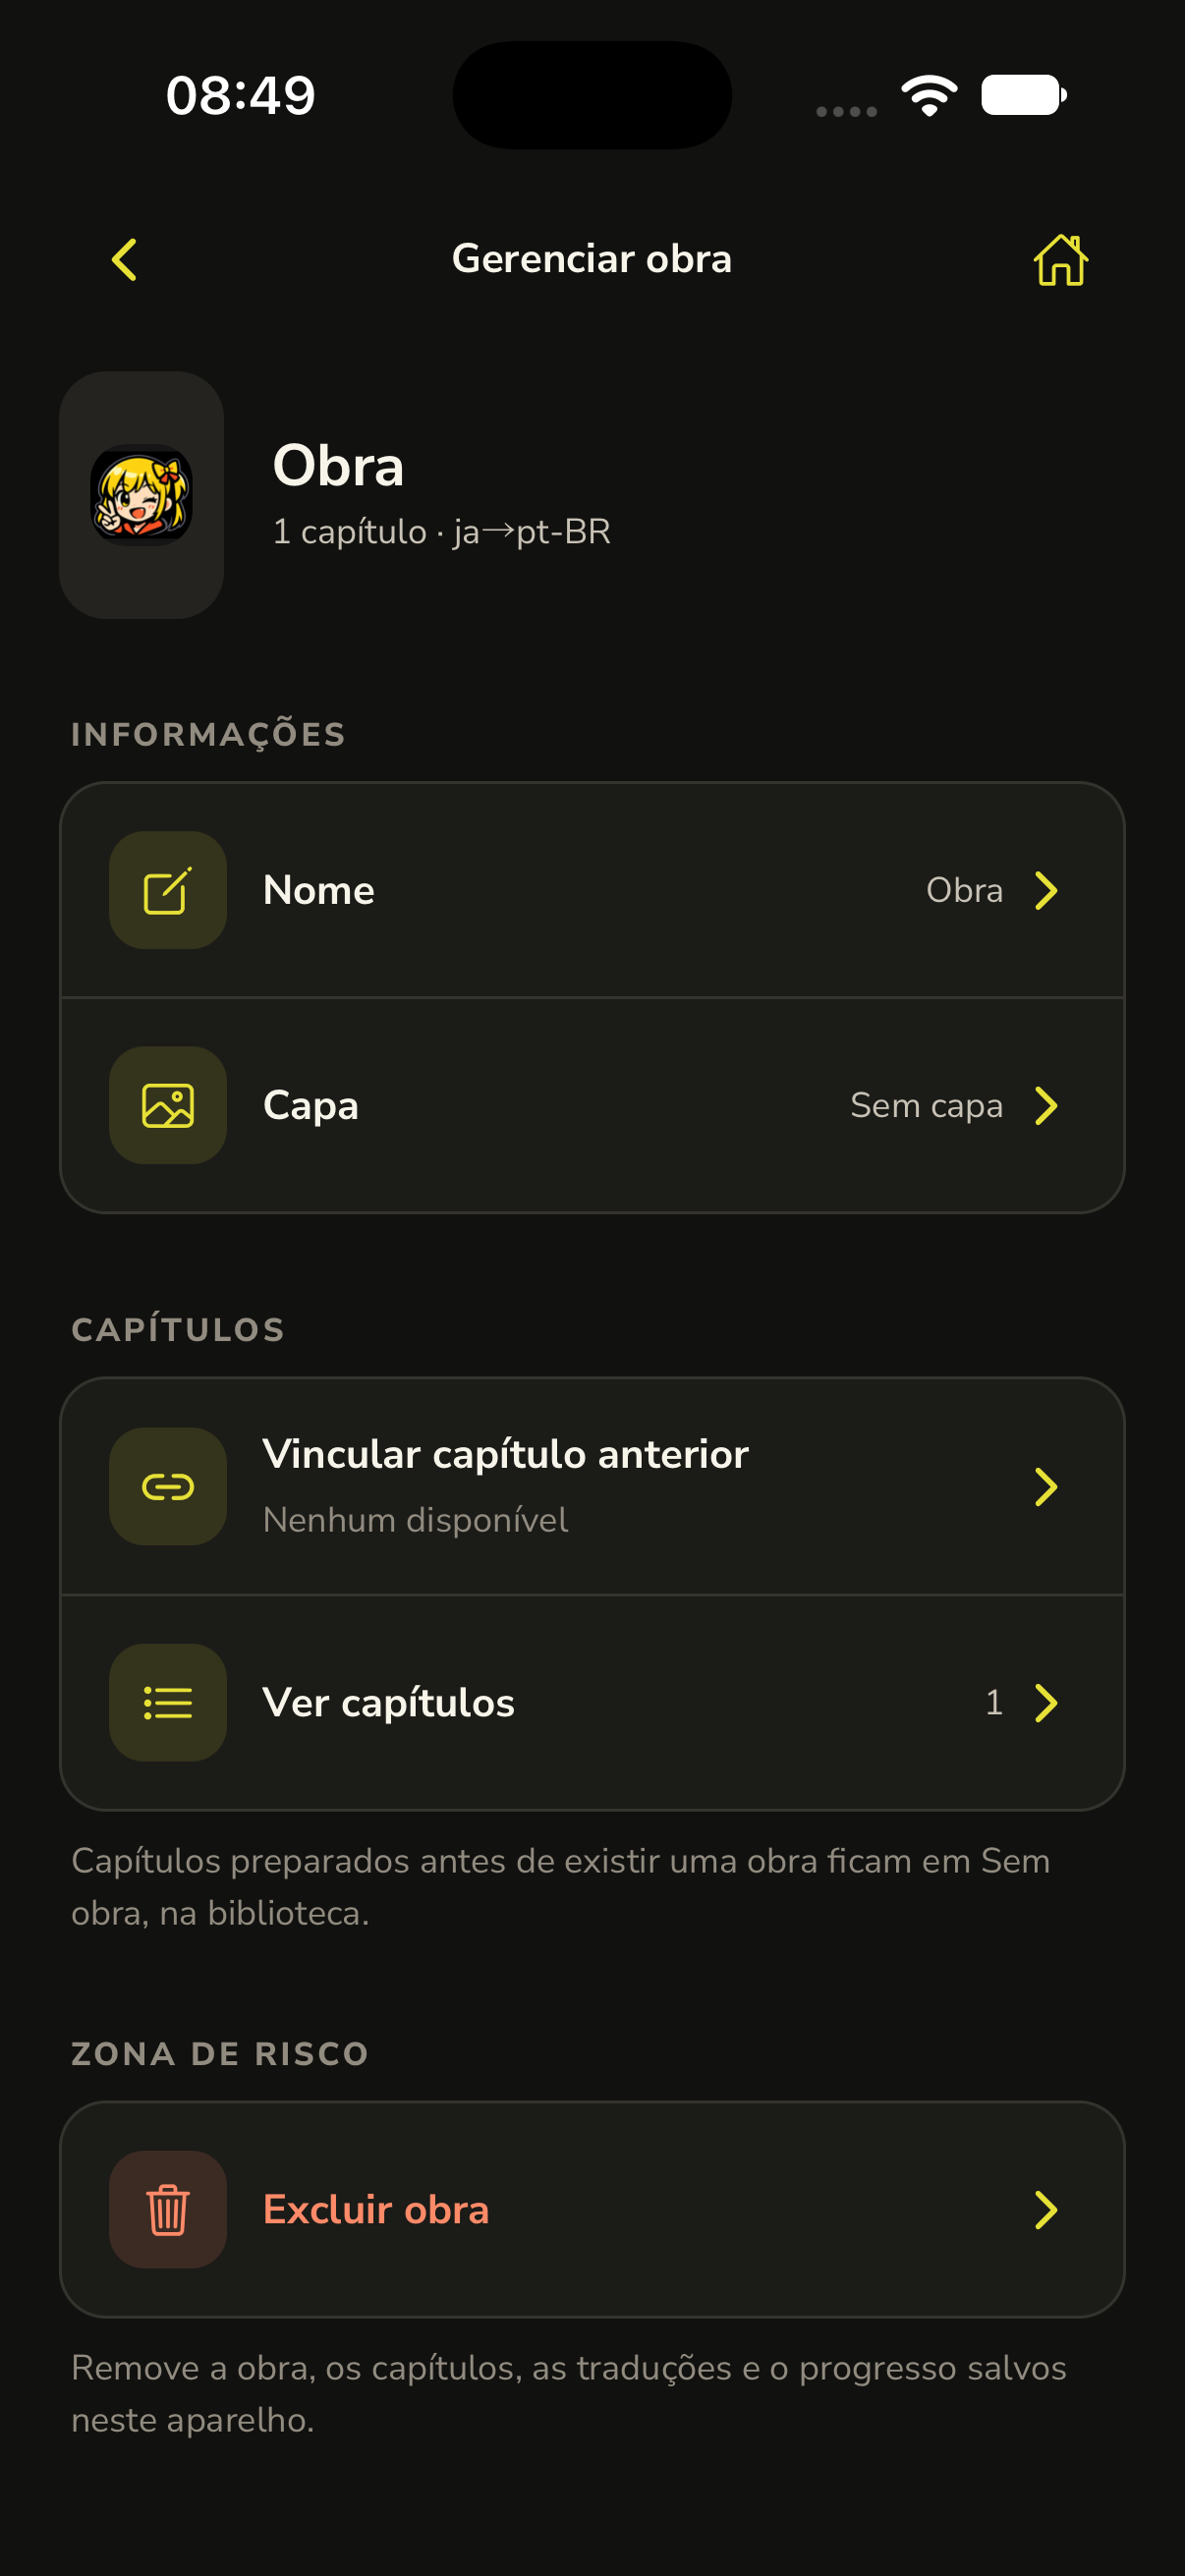 08:49
Gerenciar obra
Obra
1 capítulo · ja→pt-BR
INFORMAÇÕES
Nome
Obra
Capa
Sem capa
CAPÍTULOS
Vincular capítulo anterior
Nenhum disponível
Ver capítulos
1
Capítulos preparados antes de existir uma obra ficam em Sem
obra, na biblioteca.
ZONA DE RISCO
Excluir obra
Remove a obra, os capítulos, as traduções e o progresso salvos
neste aparelho.